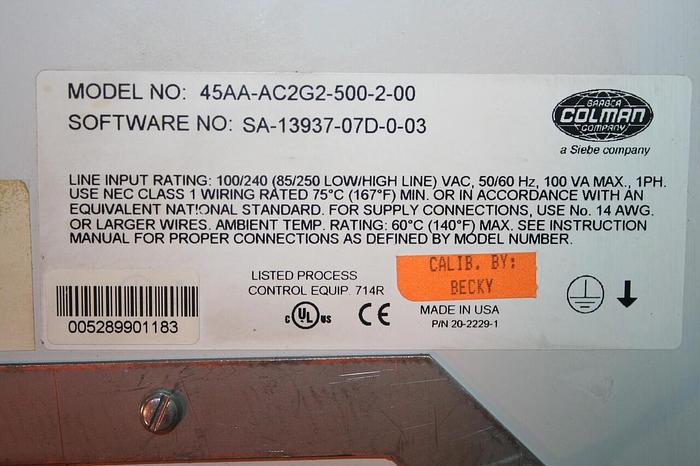 MODEL NO: 45AA-AC2G2-500-2-00
SOFTWARE NO: SA-13937-07D-0-03
BARBER
COLMAN
COMPANY
a Siebe company
LINE INPUT RATING: 100/240 (85/250 LOW/HIGH LINE) VAC, 50/60 Hz, 100 VA MAX., 1PH.
USE NEC CLASS 1 WIRING RATED 75°C (167°F) MIN. OR IN ACCORDANCE WITH AN
EQUIVALENT NATIONAL STANDARD. FOR SUPPLY CONNECTIONS, USE No. 14 AWG.
OR LARGER WIRES. AMBIENT TEMP. RATING: 60°C (140°F) MAX. SEE INSTRUCTION
MANUAL FOR PROPER CONNECTIONS AS DEFINED BY MODEL NUMBER.
LISTED PROCESS
CONTROL EQUIP. 714R
CALIB. BY:
BECKY
005289901183
c UL us CE
MADE IN USA
P/N 20-2229-1